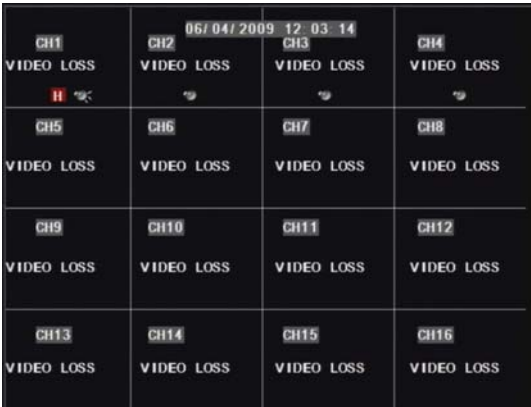 06/04/2009 12:03:14
CH1 CH2 CH3 CH4
VIDEO LOSS VIDEO LOSS VIDEO LOSS VIDEO LOSS
H
CH5 CH6 CH7 CH8
VIDEO LOSS VIDEO LOSS VIDEO LOSS VIDEO LOSS
CH9 CH10 CH11 CH12
VIDEO LOSS VIDEO LOSS VIDEO LOSS VIDEO LOSS
CH13 CH14 CH15 CH16
VIDEO LOSS VIDEO LOSS VIDEO LOSS VIDEO LOSS